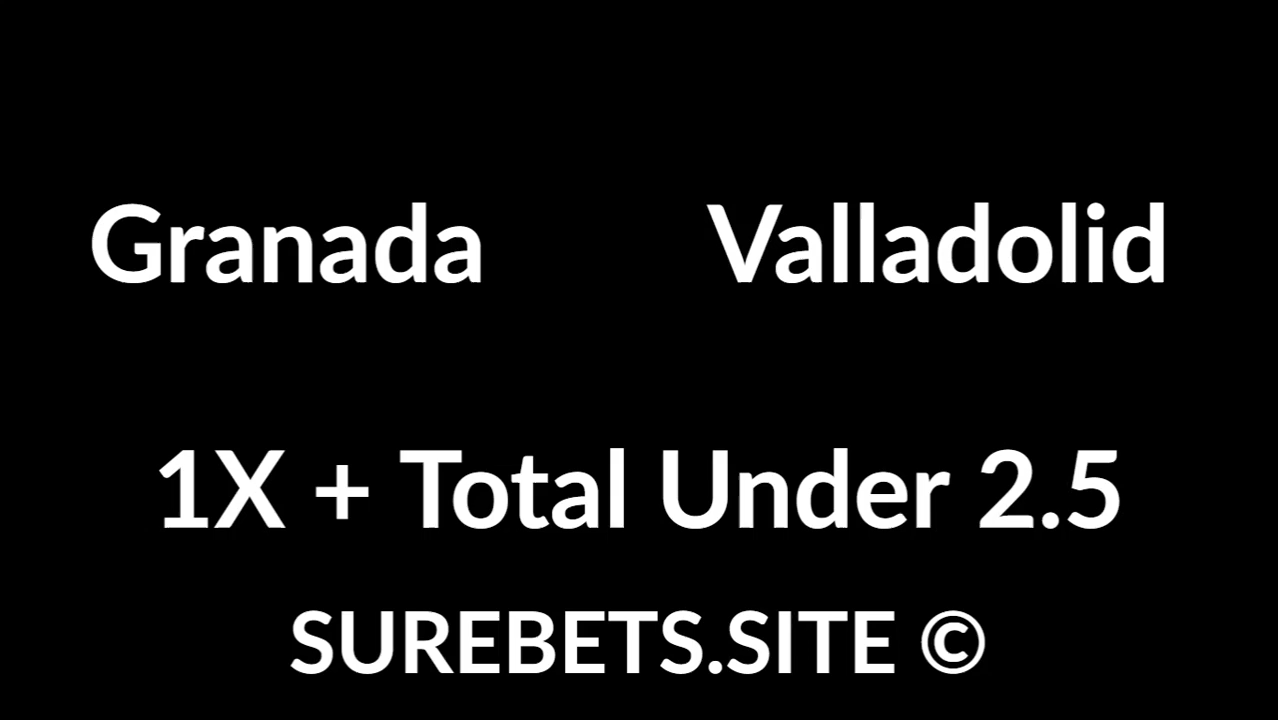 Granada Valladolid
1X + Total Under 2.5
SUREBETS.SITE ©